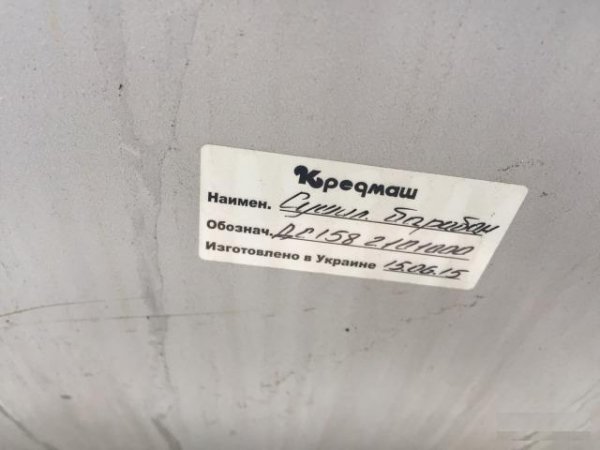 Кредмаш
Наимен. Сушил. барабан
Обознач. ДС158 2101000
Изготовлено в Украине 15.06.15